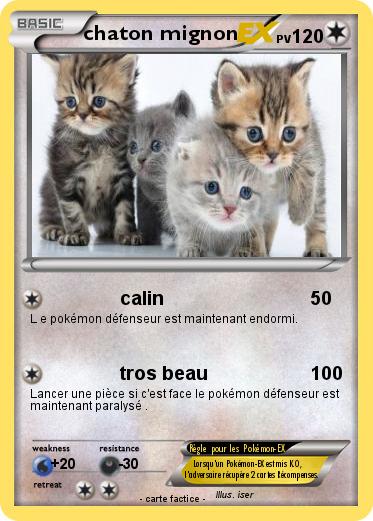 BASIC
chaton mignon EX PV120
calin 50
L e pokémon défenseur est maintenant endormi.
tros beau 100
Lancer une pièce si c'est face le pokémon défenseur est
maintenant paralysé .
weakness resistance
+20 -30
retreat
Règle pour les Pokémon-EX
Lorsqu'un Pokémon-EX est mis K.O,
l'adversaire récupère 2 cartes Récompenses.
- carte factice - Illus. iser